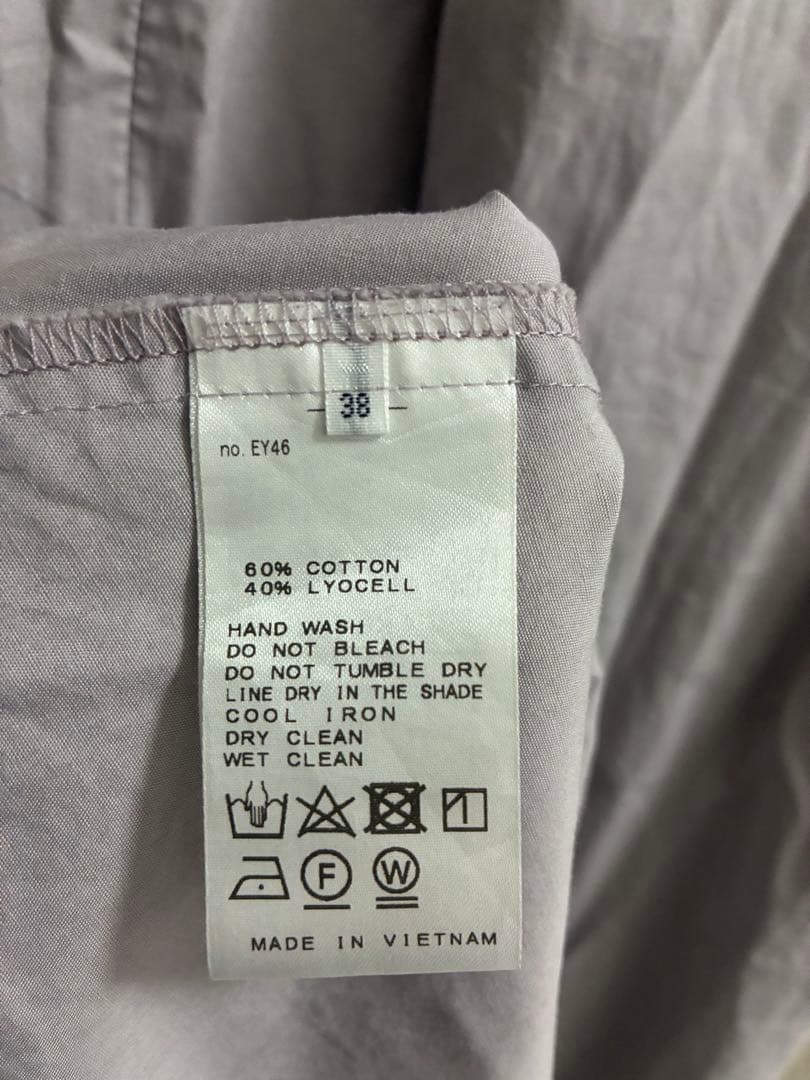 38
no. EY46
60% COTTON
40% LYOCELL
HAND WASH
DO NOT BLEACH
DO NOT TUMBLE DRY
LINE DRY IN THE SHADE
COOL IRON
DRY CLEAN
WET CLEAN
F W
MADE IN VIETNAM